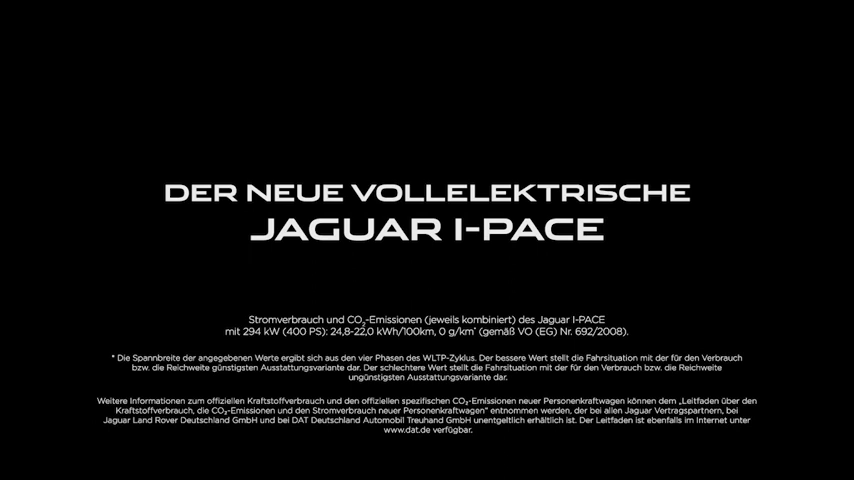 DER NEUE VOLLELEKTRISCHE
JAGUAR I-PACE
Stromverbrauch und CO₂-Emissionen (jeweils kombiniert) des Jaguar I-PACE
mit 294 kW (400 PS): 24,8-22,0 kWh/100km, 0 g/km* (gemäß VO (EG) Nr. 692/2008).
* Die Spannbreite der angegebenen Werte ergibt sich aus den vier Phasen des WLTP-Zyklus. Der bessere Wert stellt die Fahrsituation mit der für den Verbrauch
bzw. die Reichweite günstigsten Ausstattungsvariante dar. Der schlechtere Wert stellt die Fahrsituation mit der für den Verbrauch bzw. die Reichweite
ungünstigsten Ausstattungsvariante dar.
Weitere Informationen zum offiziellen Kraftstoffverbrauch und den offiziellen spezifischen CO₂-Emissionen neuer Personenkraftwagen können dem „Leitfaden über den
Kraftstoffverbrauch, die CO₂-Emissionen und den Stromverbrauch neuer Personenkraftwagen" entnommen werden, der bei allen Jaguar Vertragspartnern, bei
Jaguar Land Rover Deutschland GmbH und bei DAT Deutschland Automobil Treuhand GmbH unentgeltlich erhältlich ist. Der Leitfaden ist ebenfalls im Internet unter
www.dat.de verfügbar.